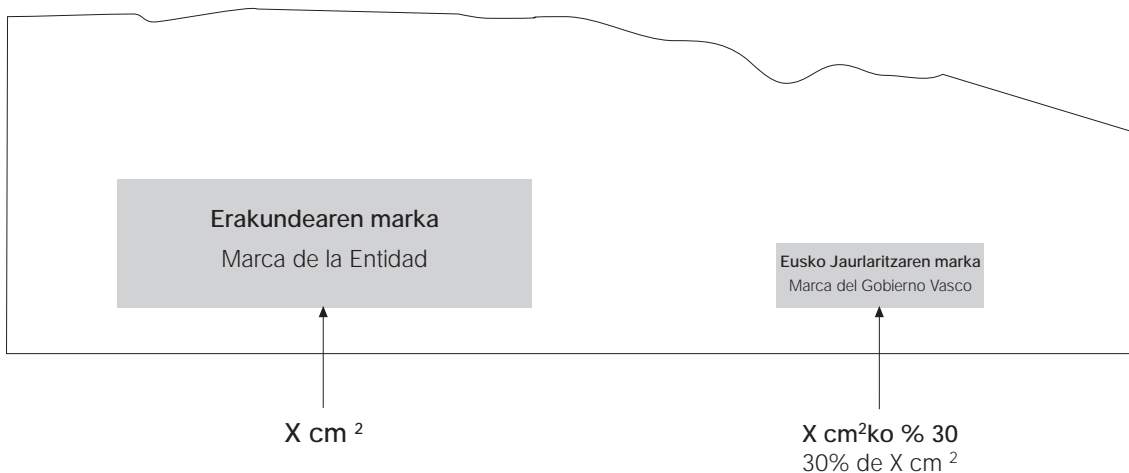 Erakundearen marka
Marca de la Entidad
Eusko Jaurlaritzaren marka
Marca del Gobierno Vasco
X cm ²
X cm²ko % 30
30% de X cm ²